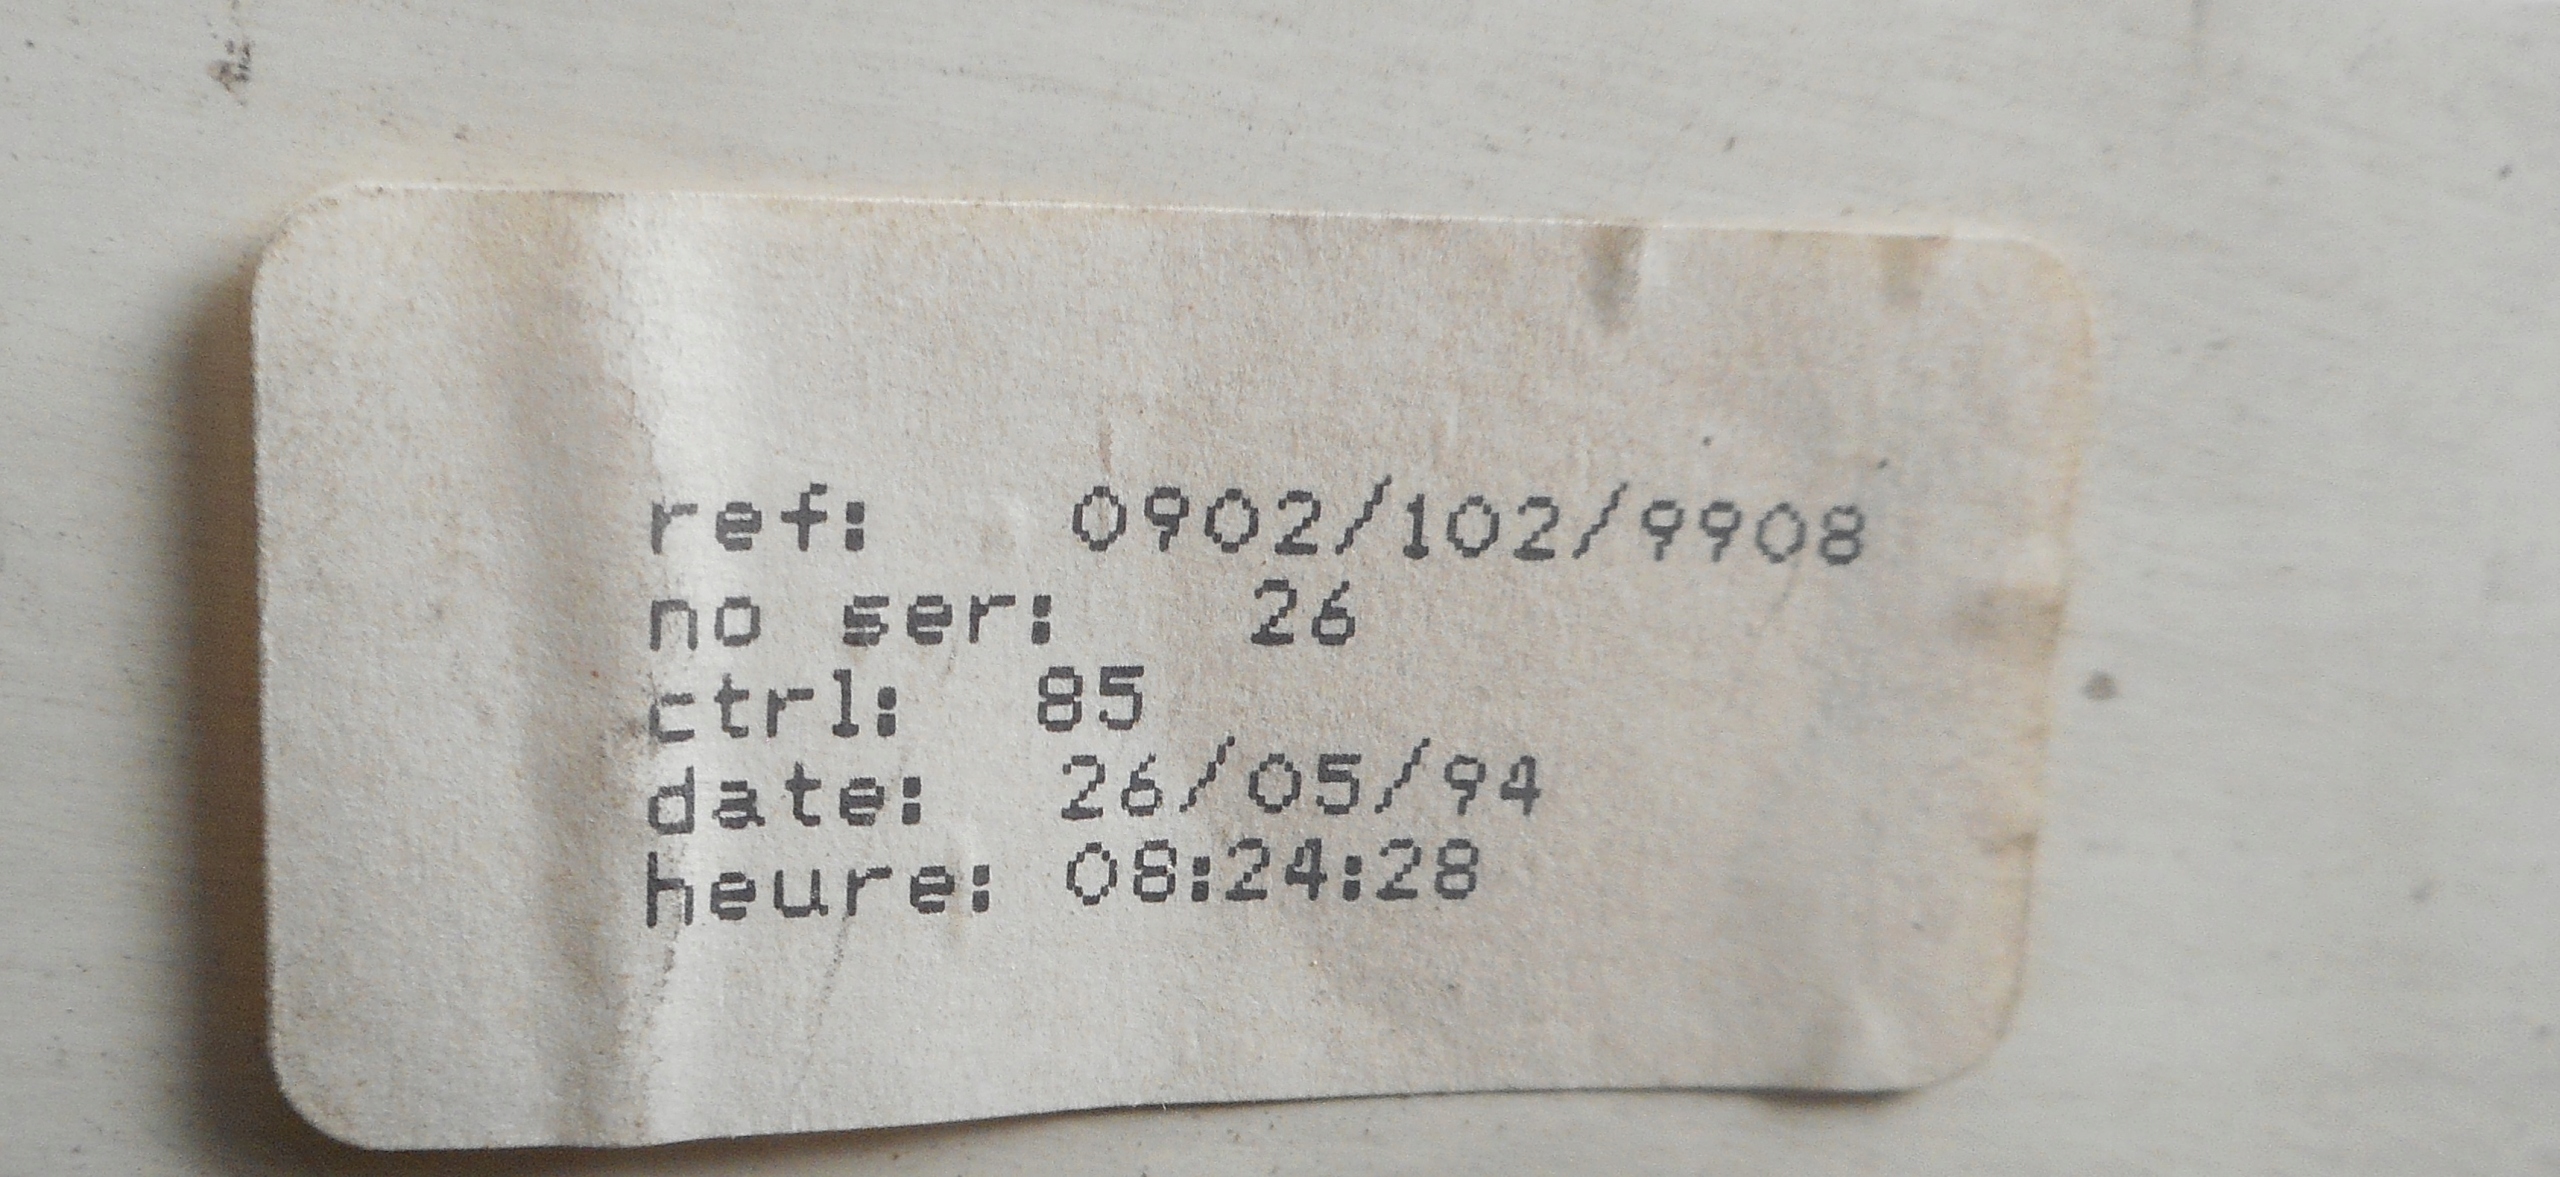 ref: 0902/102/9908
no ser: 26
ctrl: 85
date: 26/05/94
heure: 08:24:28